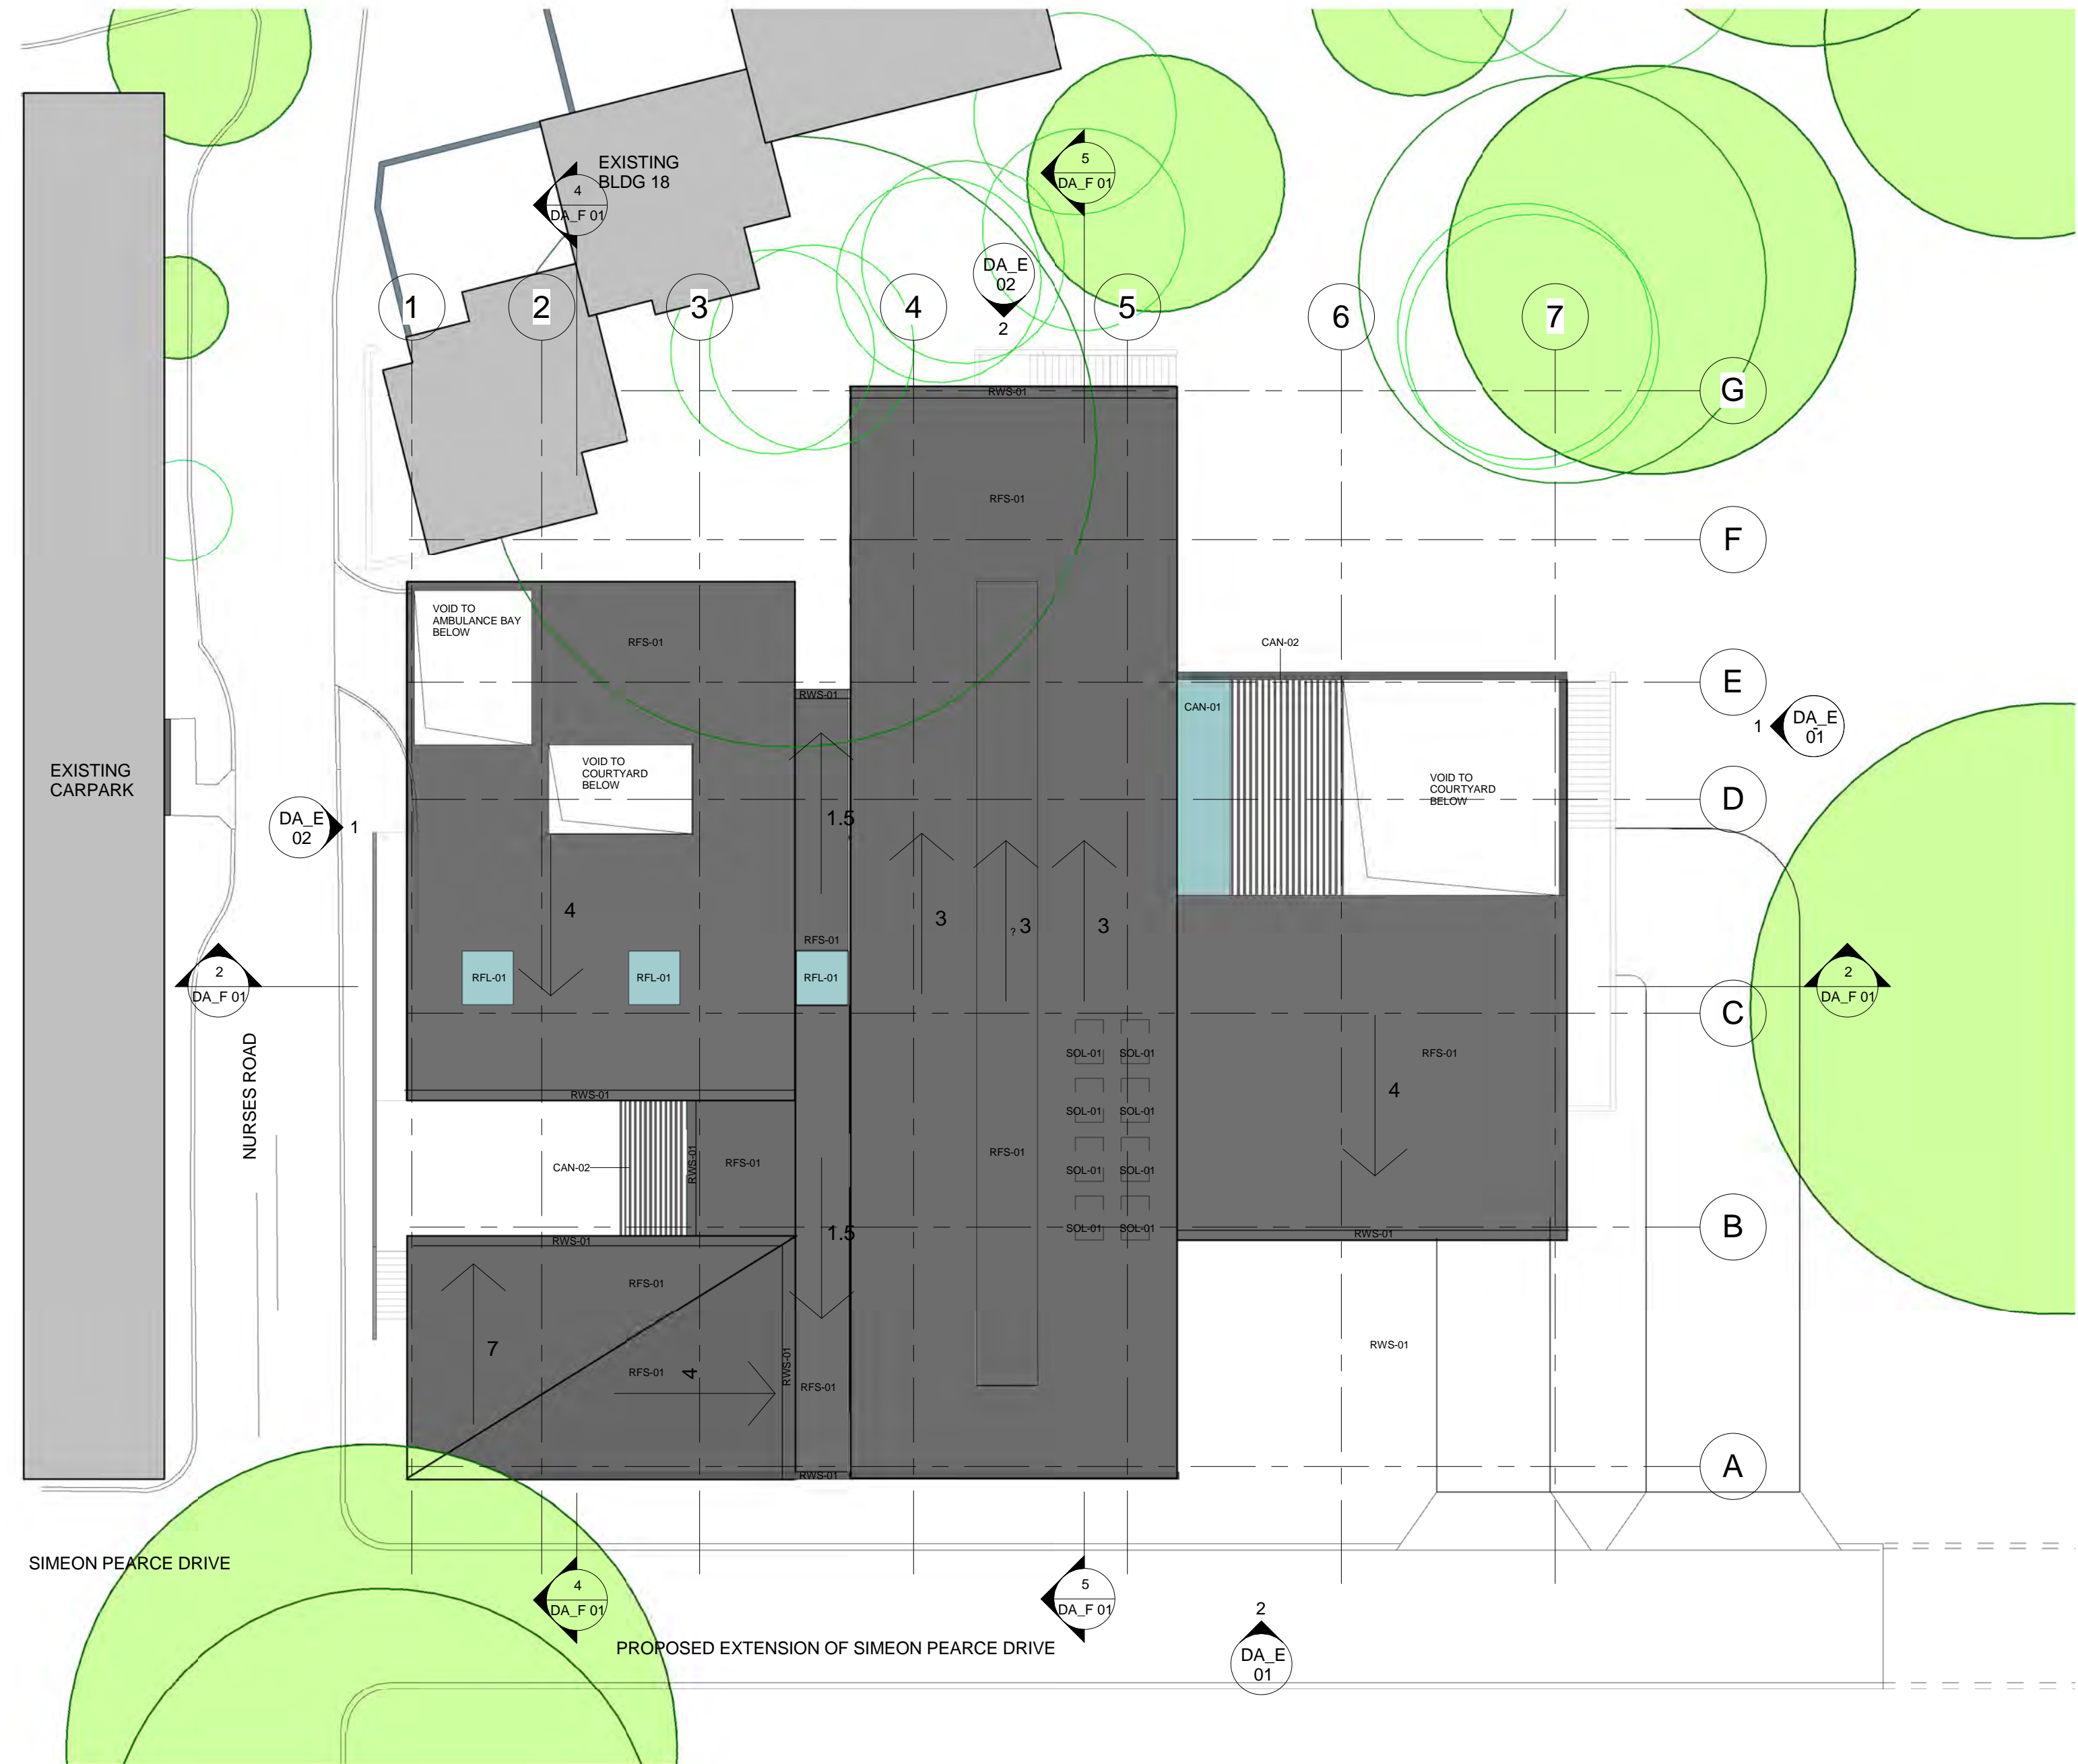 EXISTING
BLDG 18
4
DA_F 01
5
DA_F 01
DA_E
02
2
1
2
3
4
5
6
7
G
RWS-01
RFS-01
F
VOID TO
AMBULANCE BAY
BELOW
RFS-01
CAN-02
E
RWS-01
CAN-01
DA_E
01
1
EXISTING
CARPARK
VOID TO
COURTYARD
BELOW
VOID TO
COURTYARD
BELOW
D
DA_E
02
1
1.5
4
3
? 3
3
RFS-01
RFL-01
RFL-01
RFL-01
2
DA_F 01
2
DA_F 01
C
NURSES ROAD
SOL-01
SOL-01
RFS-01
4
RWS-01
SOL-01
SOL-01
CAN-02
RWS-01
RFS-01
RFS-01
SOL-01
SOL-01
SOL-01
SOL-01
B
RWS-01
1.5
RWS-01
RFS-01
7
RFS-01
4
RWS-01
RFS-01
RWS-01
A
RWS-01
SIMEON PEARCE DRIVE
4
DA_F 01
5
DA_F 01
PROPOSED EXTENSION OF SIMEON PEARCE DRIVE
2
DA_E
01